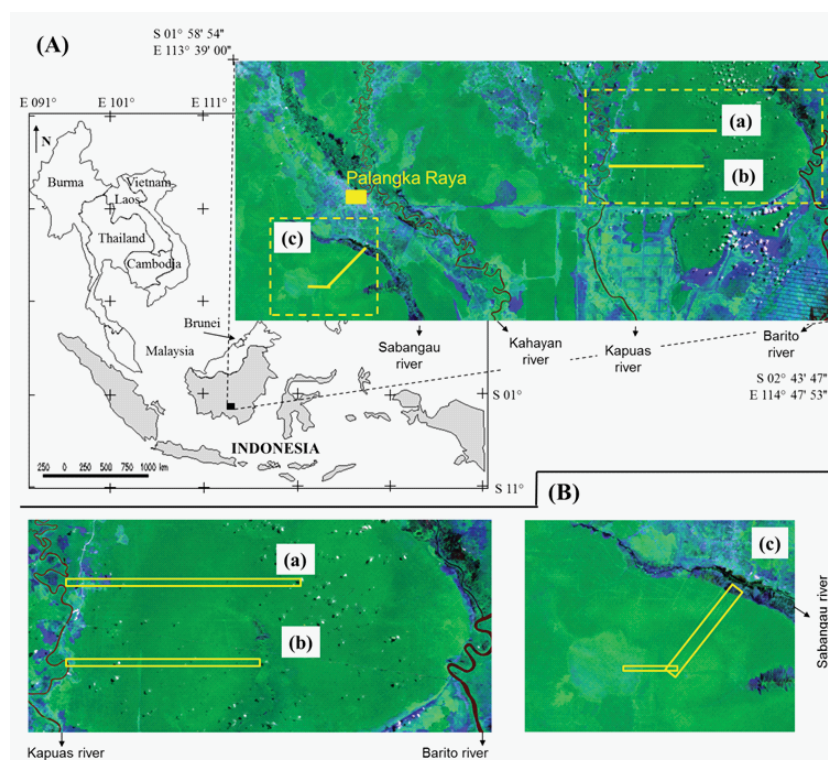 (A)
S 01° 58' 54"
E 113° 39' 00"
E 091°
E 101°
E 111°
N
Burma
Vietnam
Laos
Thailand
Cambodia
Brunei
Malaysia
INDONESIA
250 0 250 500 750 1000 km
S 01°
S 11°
Palangka Raya
(a)
(b)
(c)
Sabangau
river
Kahayan
river
Kapuas
river
Barito
river
S 02° 43' 47"
E 114° 47' 53"
(B)
(a)
(b)
Kapuas river
Barito river
(c)
Sabangau river